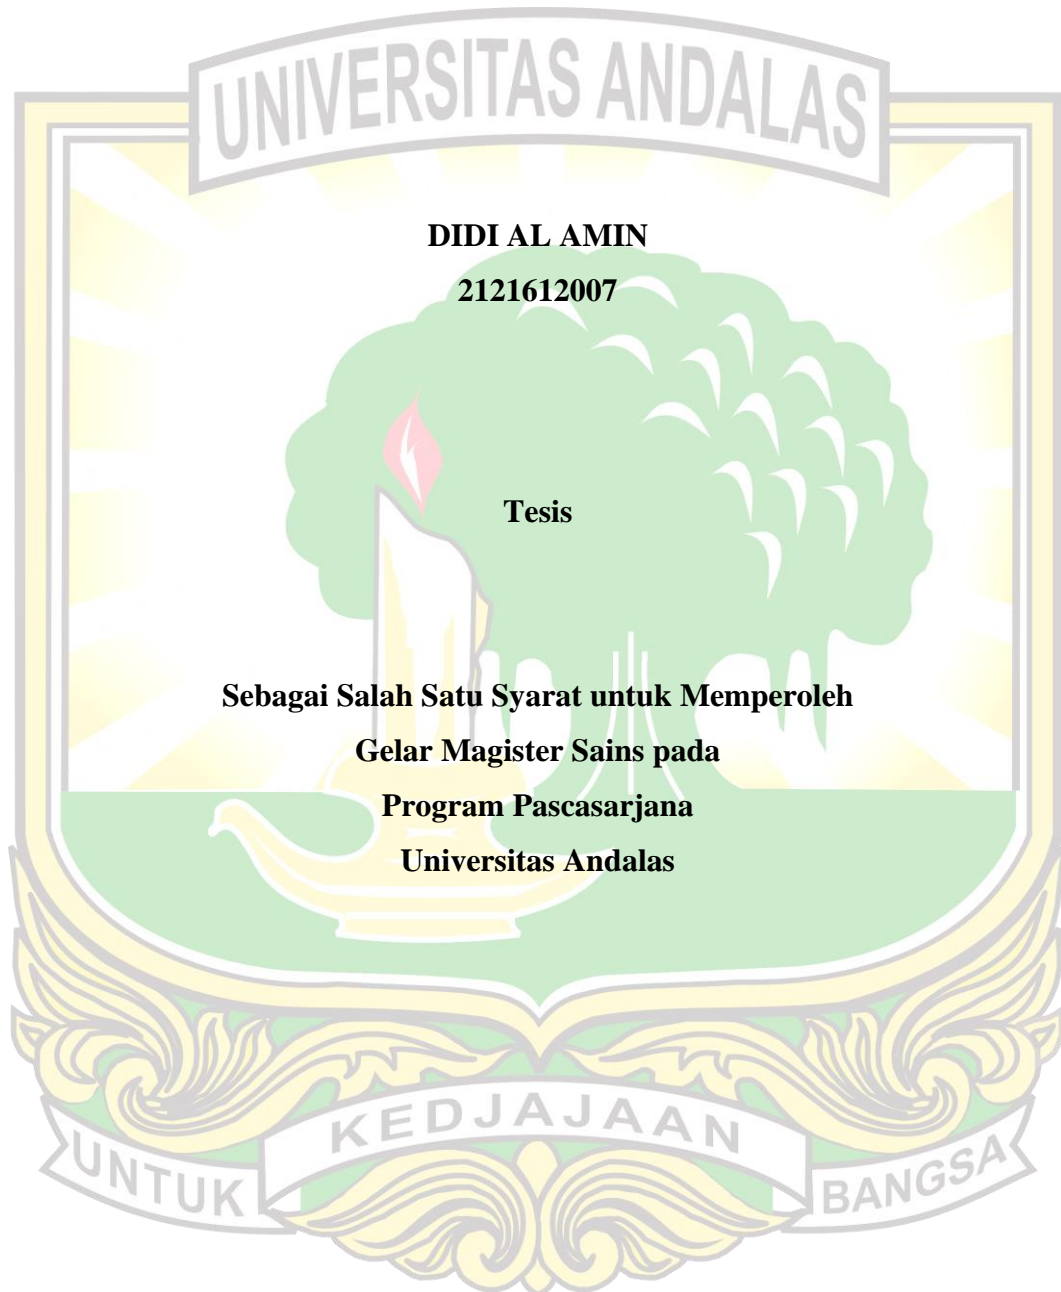 UNIVERSITAS ANDALAS
DIDI AL AMIN
2121612007
Tesis
Sebagai Salah Satu Syarat untuk Memperoleh
Gelar Magister Sains pada
Program Pascasarjana
Universitas Andalas
UNTUK KEDJAJAAN BANGSA